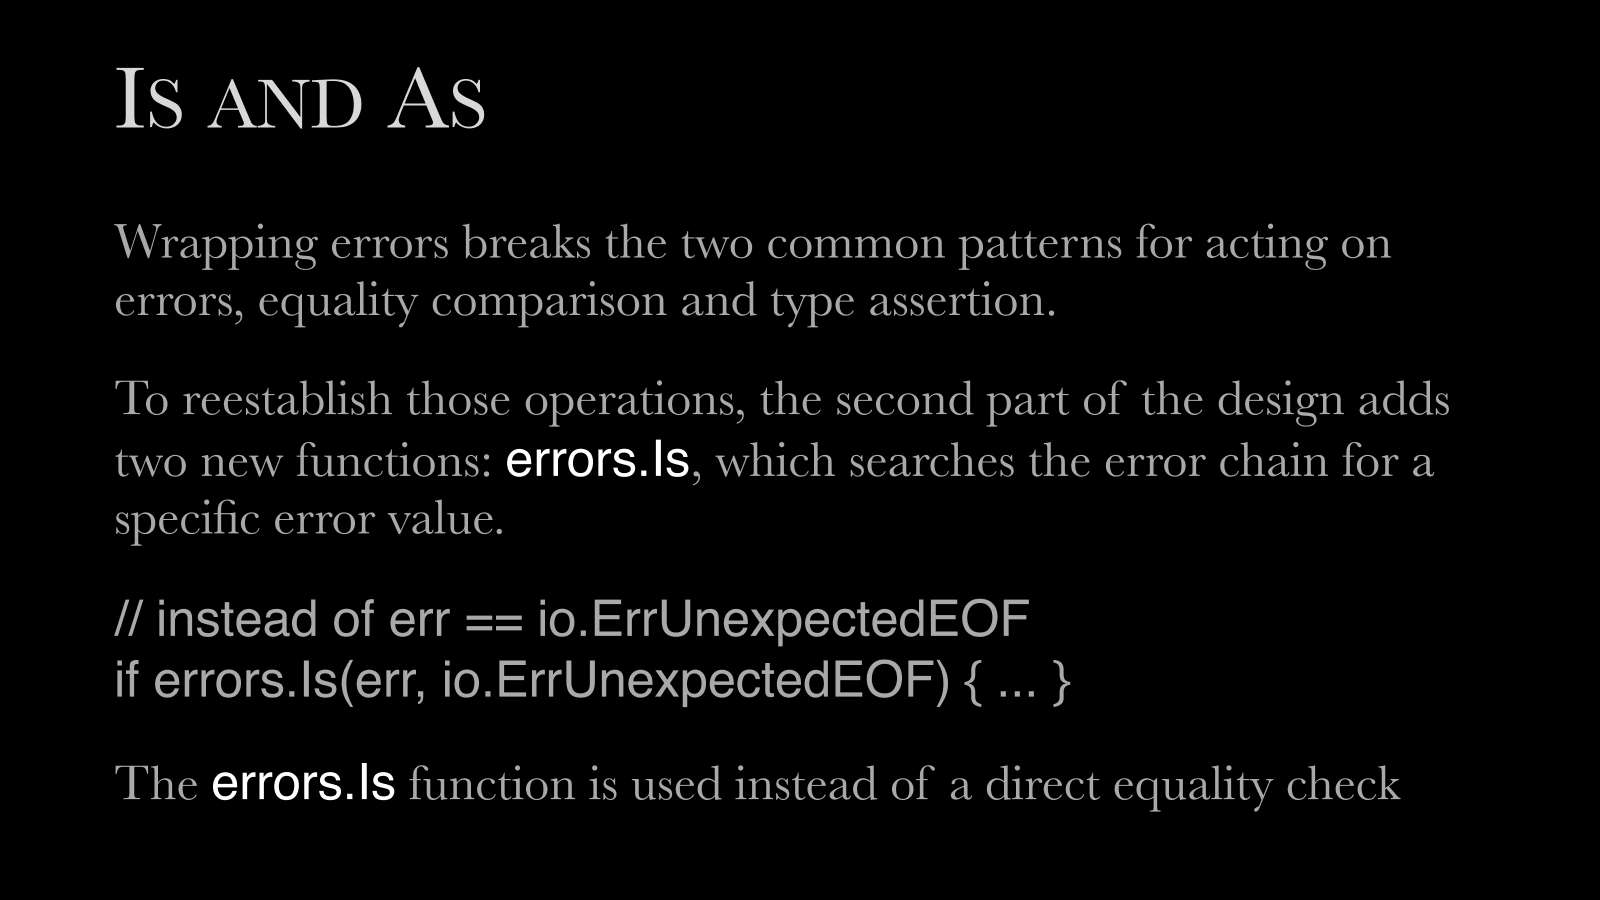 Is and As
Wrapping errors breaks the two common patterns for acting on
errors, equality comparison and type assertion.
To reestablish those operations, the second part of the design adds
two new functions: errors.Is, which searches the error chain for a
specific error value.
// instead of err == io.ErrUnexpectedEOF
if errors.Is(err, io.ErrUnexpectedEOF) { ... }
The errors.Is function is used instead of a direct equality check